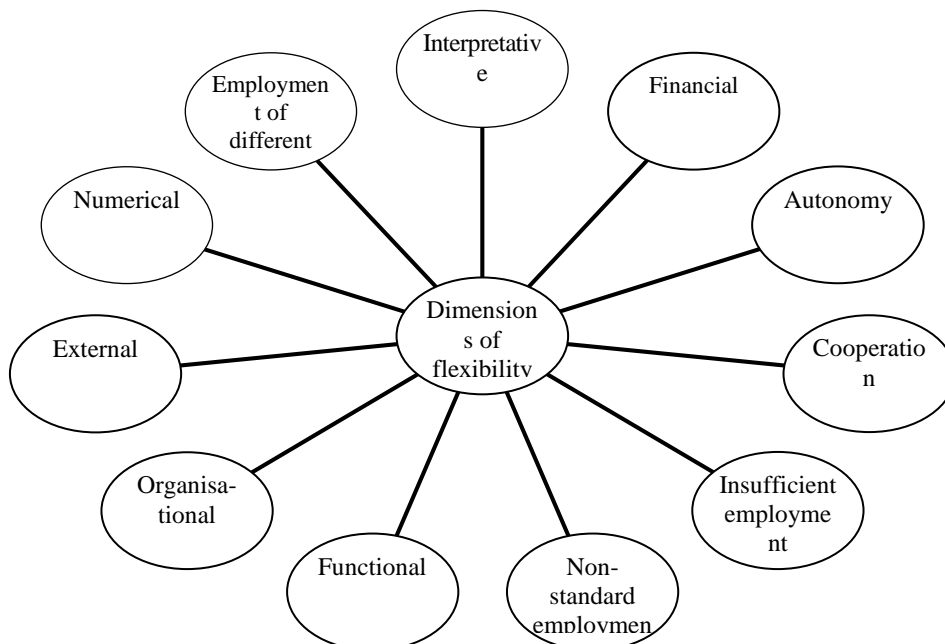 Interpretativ
e
Financial
Autonomy
Cooperatio
n
Insufficient
employme
nt
Non-
standard
employmen
Functional
Organisa-
tional
External
Numerical
Employmen
t of
different
Dimension
s of
flexibility